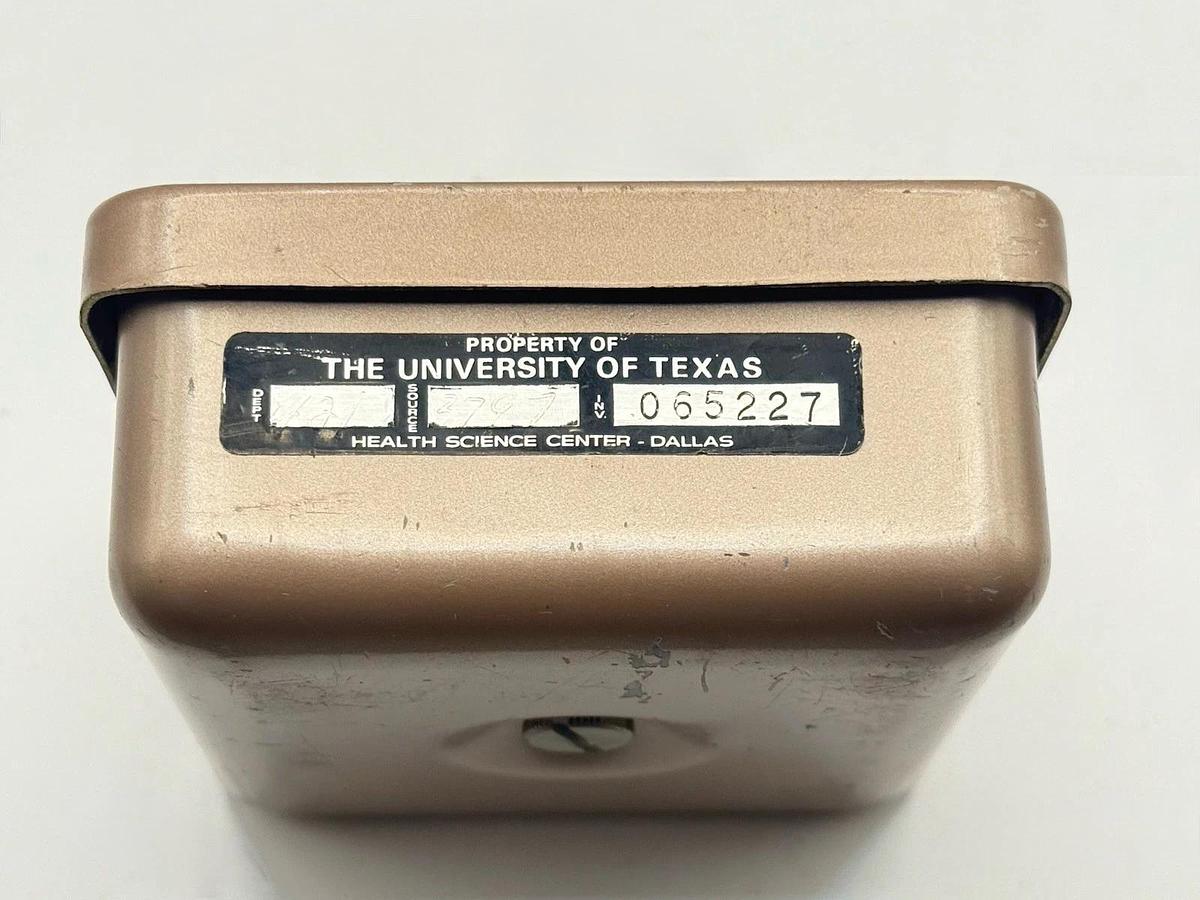 PROPERTY OF
THE UNIVERSITY OF TEXAS
DEPT SOURCE INV. 065227
HEALTH SCIENCE CENTER - DALLAS